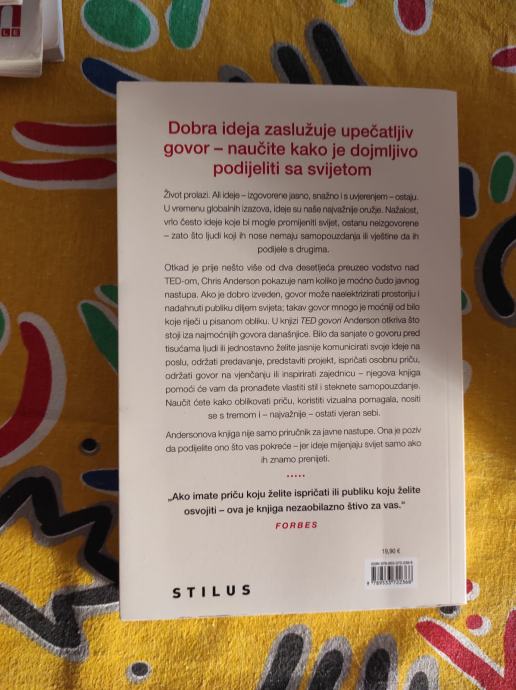 LE
Dobra ideja zaslužuje upečatljiv
govor – naučite kako je dojmljivo
podijeliti sa svijetom
Život prolazi. Ali ideje – izgovorene jasno, snažno i s uvjerenjem – ostaju.
U vremenu globalnih izazova, ideje su naše najvažnije oružje. Nažalost,
vrlo često ideje koje bi mogle promijeniti svijet, ostanu neizgovorene
– zato što ljudi koji ih nose nemaju samopouzdanja ili vještine da ih
podijele s drugima.
Otkad je prije nešto više od dva desetljeća preuzeo vodstvo nad
TED-om, Chris Anderson pokazuje nam koliko je moćno čudo javnog
nastupa. Ako je dobro izveden, govor može naelektrizirati prostoriju i
nadahnuti publiku diljem svijeta; takav govor mnogo je moćniji od bilo
koje riječi u pisanom obliku. U knjizi TED govori Anderson otkriva što
stoji iza najmoćnijih govora današnjice. Bilo da sanjate o govoru pred
tisućama ljudi ili jednostavno želite jasnije komunicirati svoje ideje na
poslu, održati predavanje, predstaviti projekt, ispričati osobnu priču,
održati govor na vjenčanju ili inspirirati zajednicu – njegova knjiga
pomoći će vam da pronađete vlastiti stil i steknete samopouzdanje.
Naučit ćete kako oblikovati priču, koristiti vizualna pomagala, nositi
se s tremom i – najvažnije – ostati vjeran sebi.
Andersonova knjiga nije samo priručnik za javne nastupe. Ona je poziv
da podijelite ono što vas pokreće – jer ideje mijenjaju svijet samo ako
ih znamo prenijeti.
•••••
„Ako imate priču koju želite ispričati ili publiku koju želite
osvojiti – ova je knjiga nezaobilazno štivo za vas."
FORBES
19,90 €
STILUS